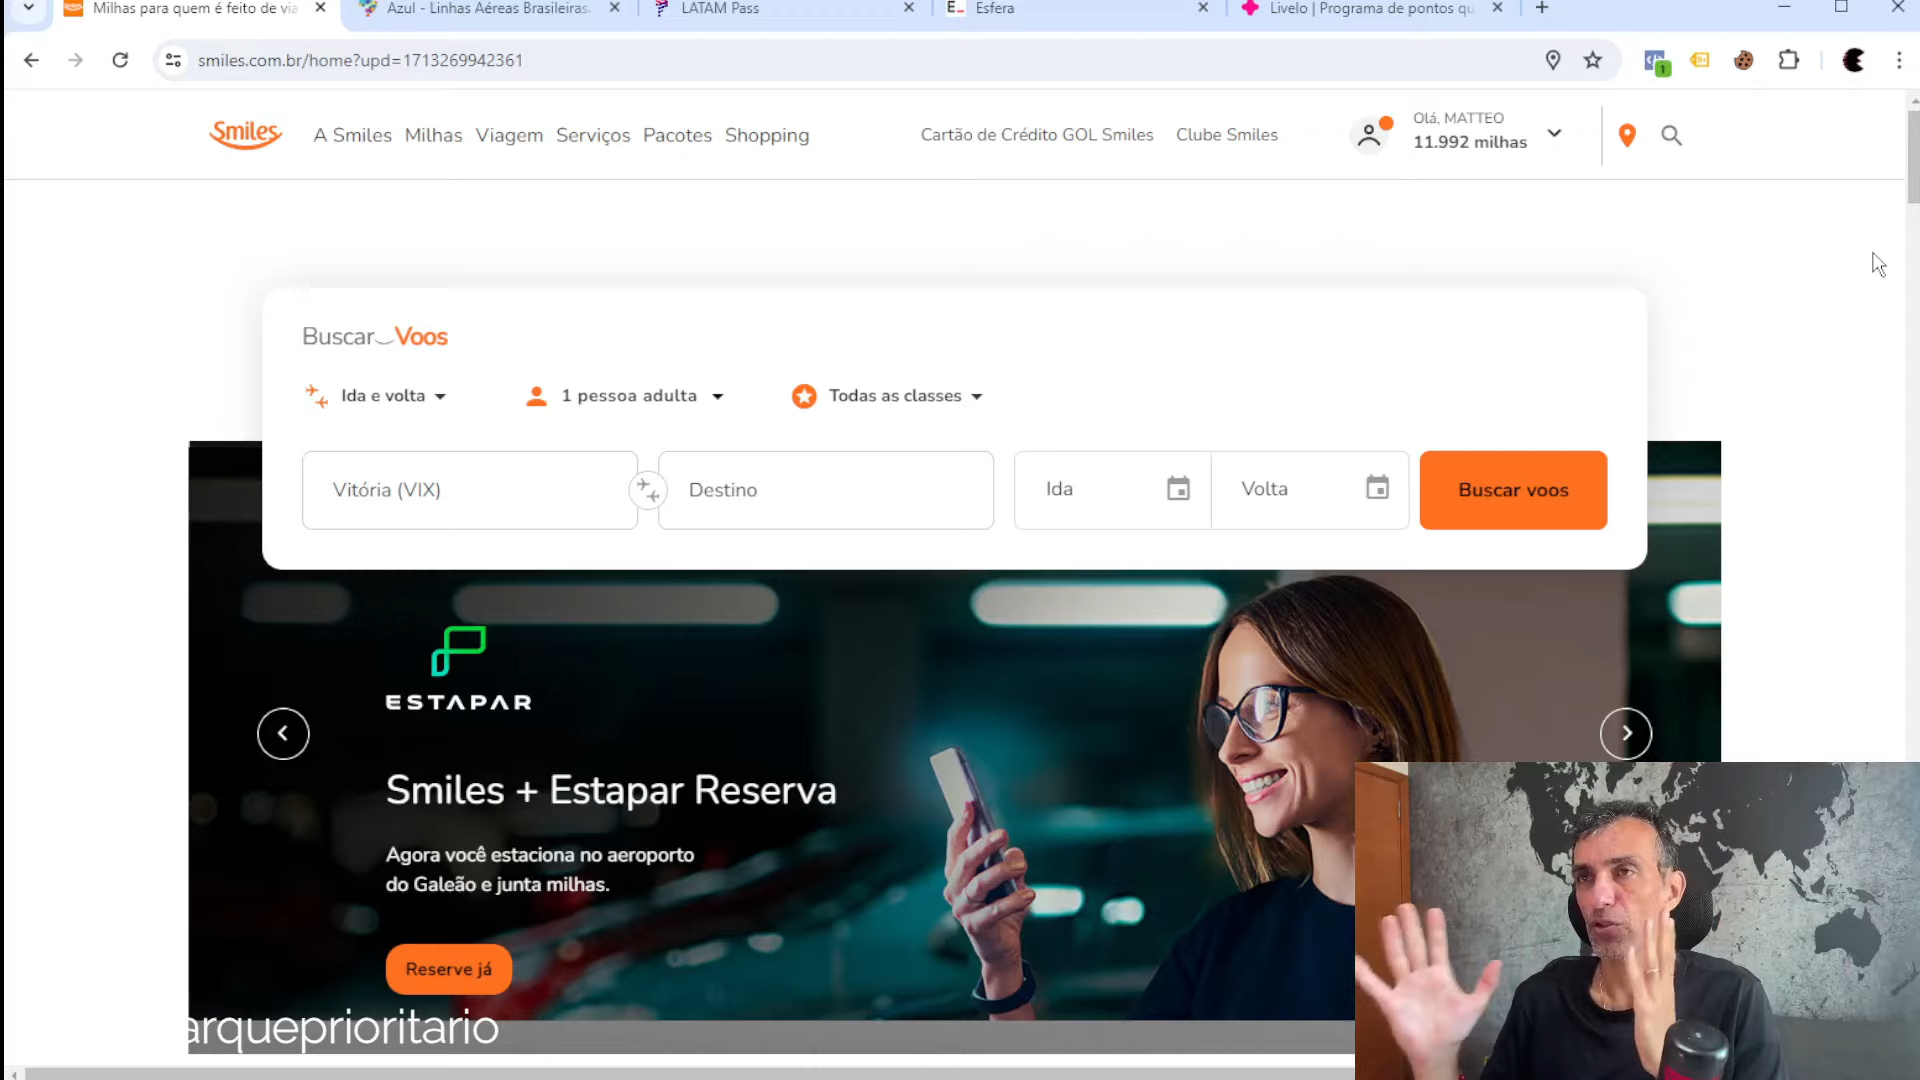 Milhas para quem é feito de via
Azul - Linhas Aéreas Brasileiras
LATAM Pass
Esfera
Livelo | Programa de pontos qu
smiles.com.br/home?upd=1713269942361
1
Smiles
A Smiles Milhas Viagem Serviços Pacotes Shopping
Cartão de Crédito GOL Smiles Clube Smiles
Olá, MATTEO
11.992 milhas
Buscar Voos
Ida e volta
1 pessoa adulta
Todas as classes
Vitória (VIX)
Destino
Ida
Volta
Buscar voos
ESTAPAR
Smiles + Estapar Reserva
Agora você estaciona no aeroporto
do Galeão e junta milhas.
Reserve já
arqueprioritario